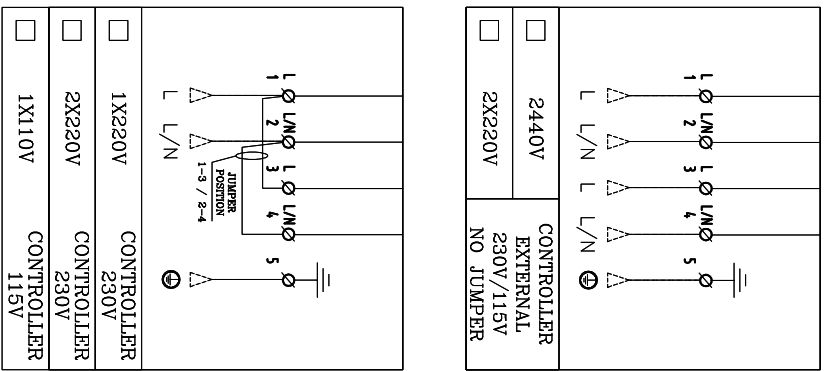 1 L
2 L/N
3 L
4 L/N
5
L
L/N
JUMPER
POSITION
1-3 / 2-4
1X220V
CONTROLLER
230V
2X220V
CONTROLLER
230V
1X110V
CONTROLLER
115V
1 L
2 L/N
3 L
4 L/N
5
L
L/N
L
L/N
2440V
2X220V
CONTROLLER
EXTERNAL
230V/115V
NO JUMPER